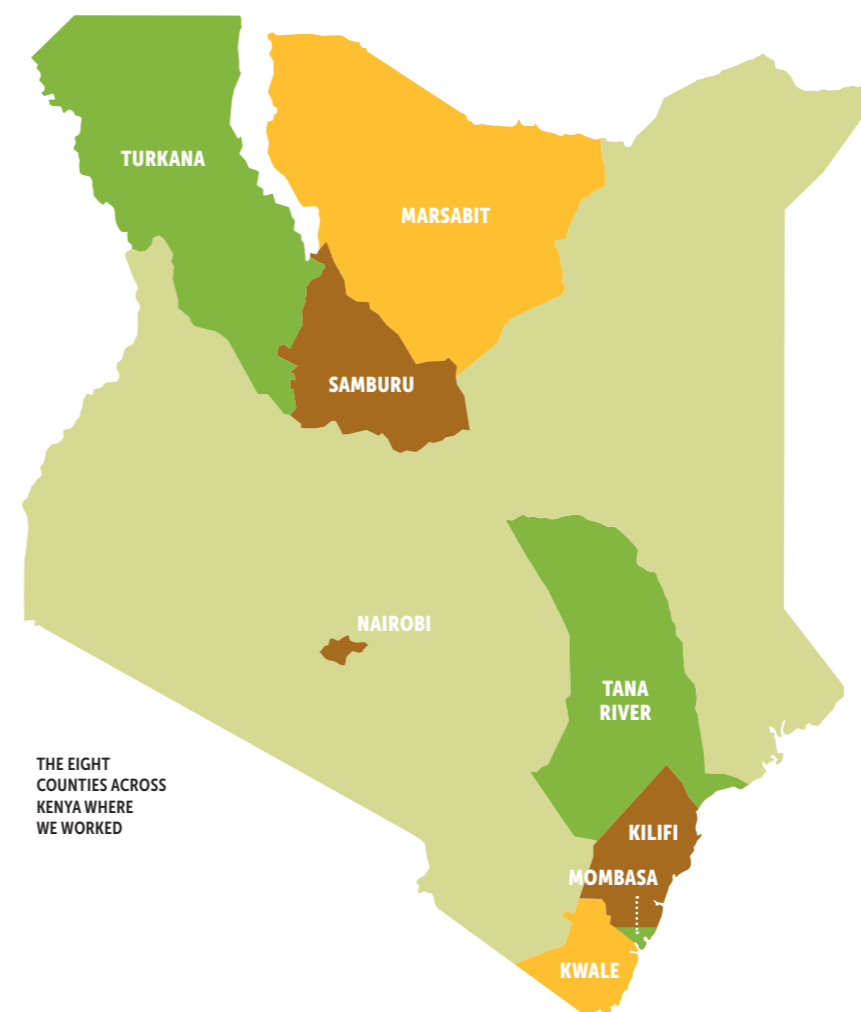 TURKANA
MARSABIT
SAMBURU
NAIROBI
TANA
RIVER
THE EIGHT
COUNTIES ACROSS
KENYA WHERE
WE WORKED
KILIFI
MOMBASA
KWALE